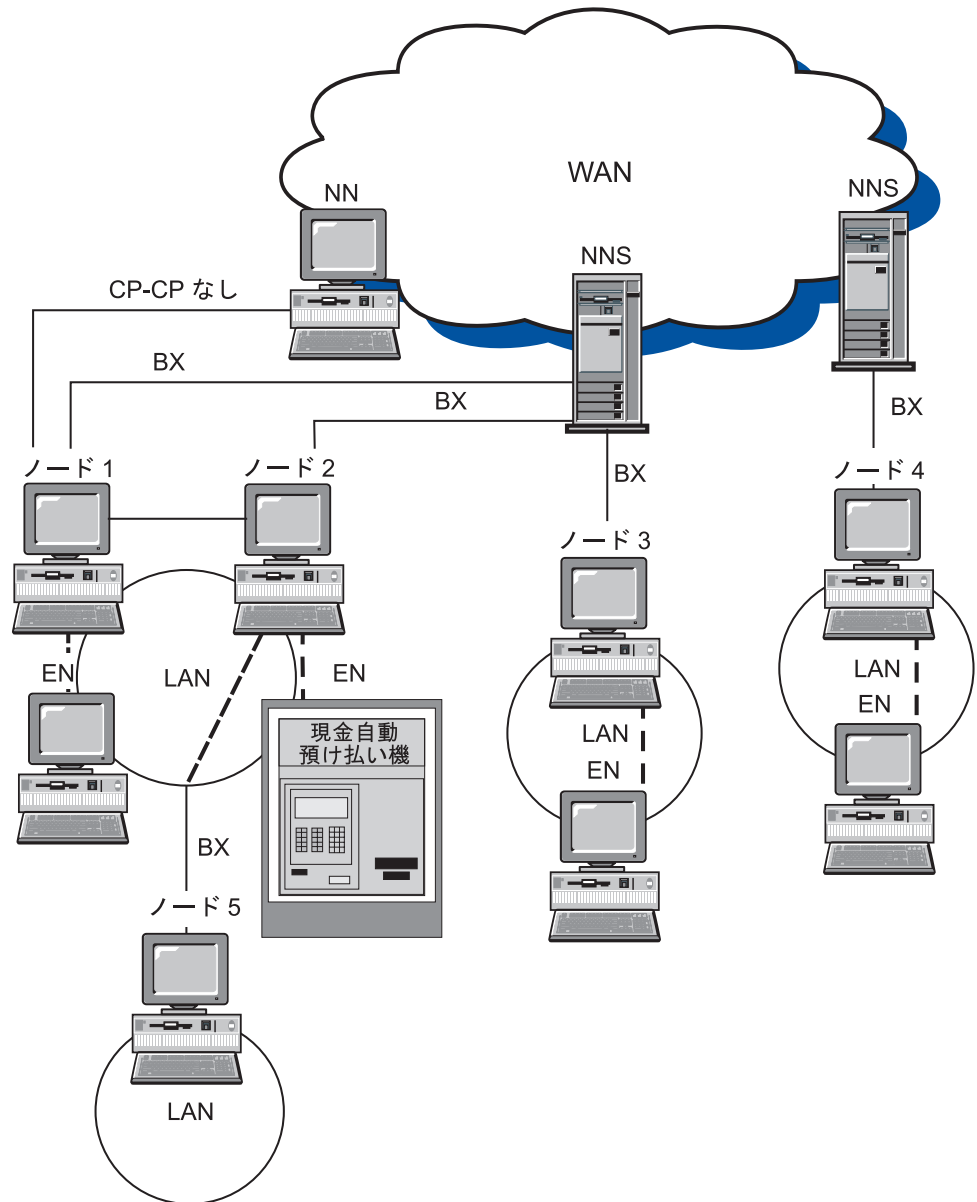 WAN
NN
NNS
NNS
CP-CP なし
BX
BX
BX
BX
ノード 1
ノード 2
ノード 3
ノード 4
EN
LAN
EN
LAN
EN
LAN
EN
現金自動
預け払い機
BX
ノード 5
LAN